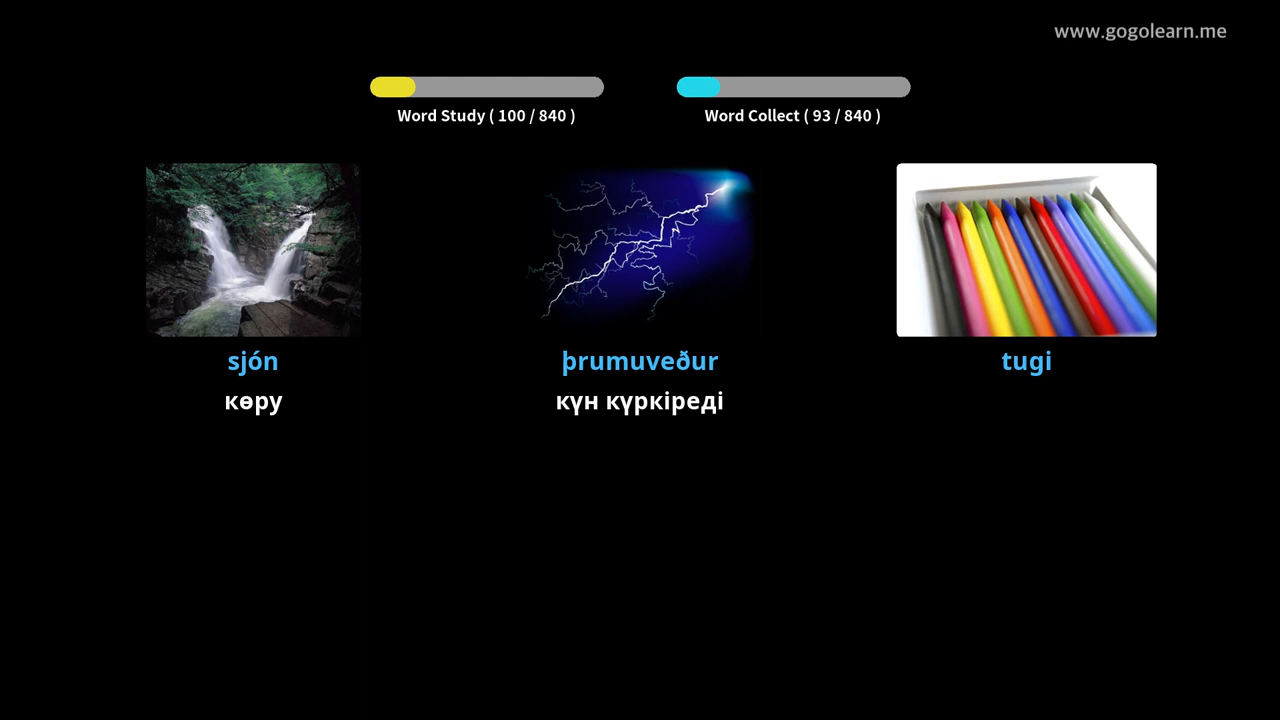 www.gogolearn.me
Word Study ( 100 / 840 )
Word Collect ( 93 / 840 )
sjón
þrumuveður
tugi
көру
күн күркіреді